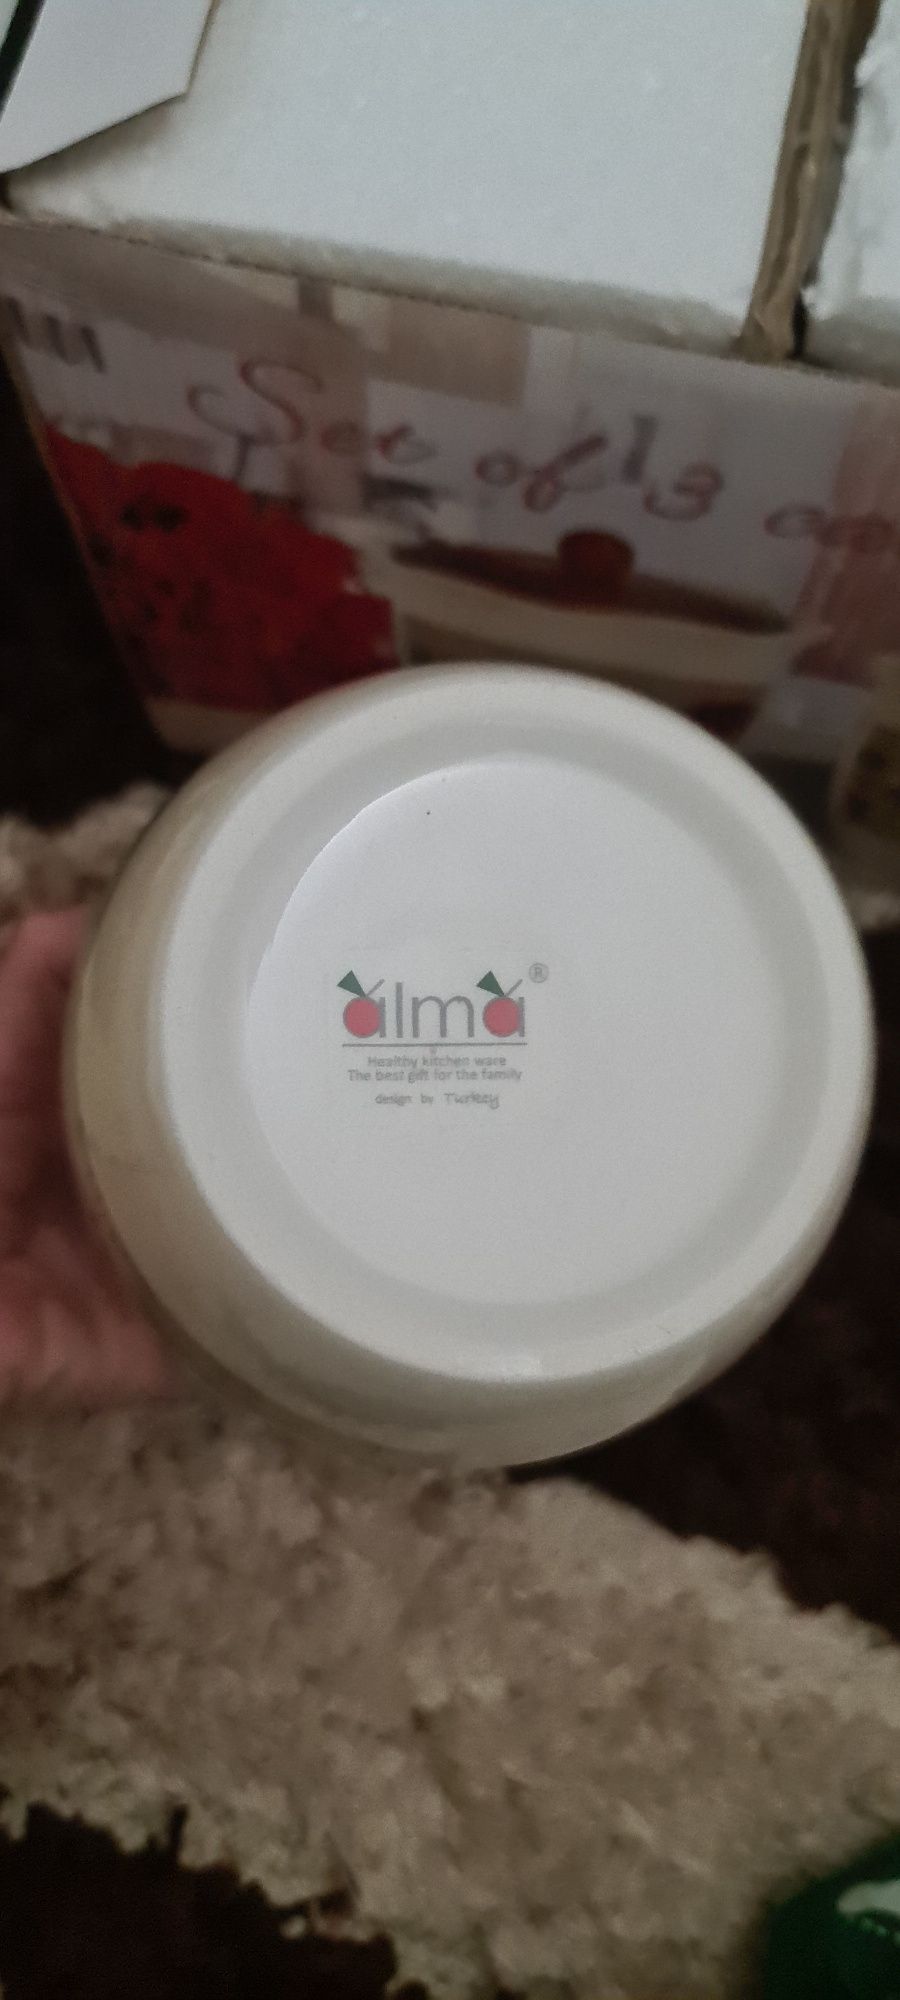 Set of 13
alma®
Healthy kitchen ware
The best gift for the family
design by Turkey